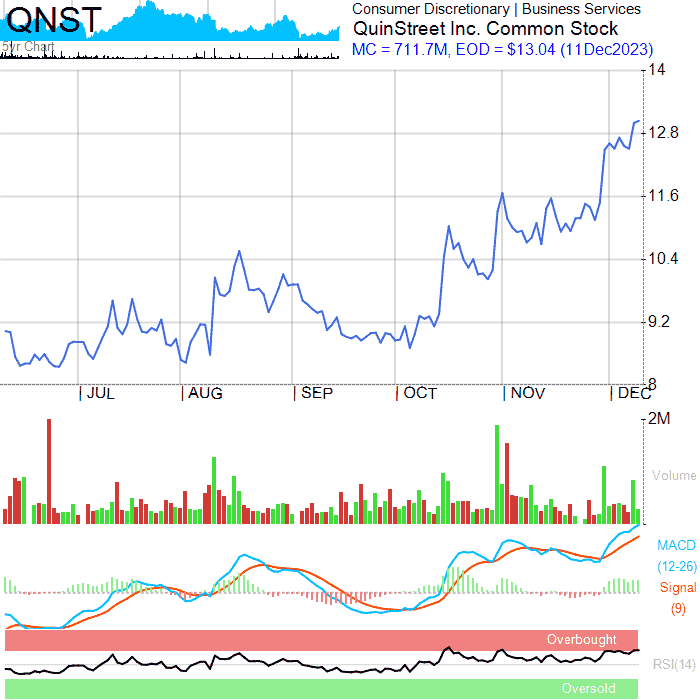 QNST
5yr Chart
Consumer Discretionary | Business Services
QuinStreet Inc. Common Stock
MC = 711.7M, EOD = $13.04 (11Dec2023)
14
12.8
11.6
10.4
9.2
8
JUL
AUG
SEP
OCT
NOV
DEC
2M
Volume
MACD
(12-26)
Signal
(9)
Overbought
RSI(14)
Oversold